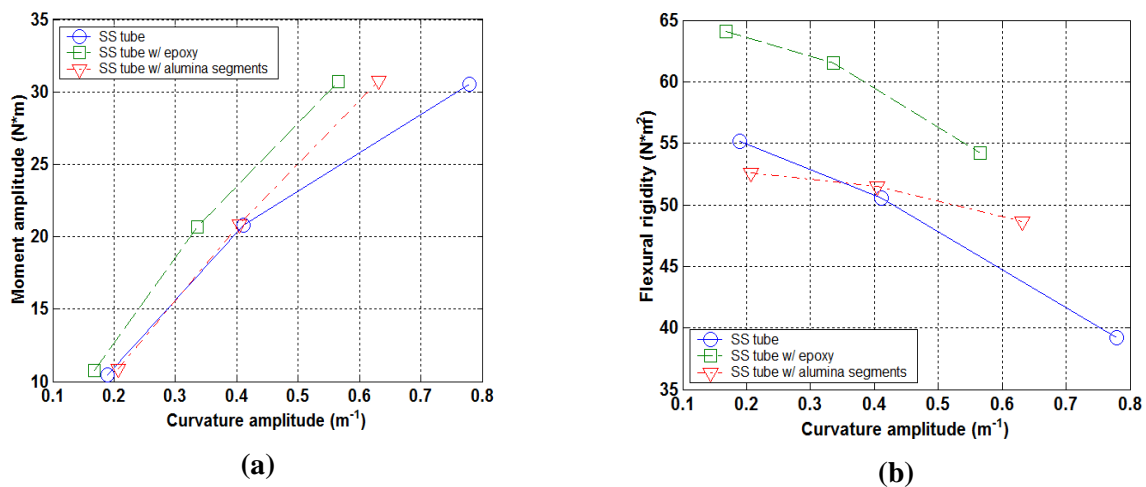 35
30
25
20
15
10
Moment amplitude (N*m)
SS tube
SS tube w/ epoxy
SS tube w/ alumina segments
0.1 0.2 0.3 0.4 0.5 0.6 0.7 0.8
Curvature amplitude (m⁻¹)
(a)
65
60
55
50
45
40
35
Flexural rigidity (N*m²)
SS tube
SS tube w/ epoxy
SS tube w/ alumina segments
0.1 0.2 0.3 0.4 0.5 0.6 0.7 0.8
Curvature amplitude (m⁻¹)
(b)